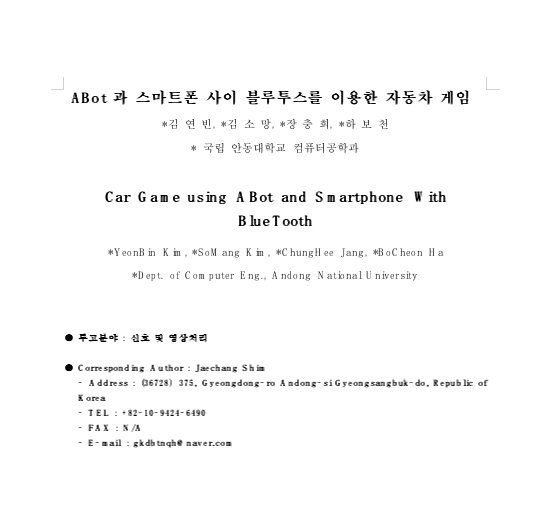 ABot과 스마트폰 사이 블루투스를 이용한 자동차 게임
*김 연 빈, *김 소 망, *장 충 희, *하 보 천
* 국립 안동대학교 컴퓨터공학과
Car Game using ABot and Smartphone With
BlueTooth
*YeonBin Kim, *SoMang Kim, *ChungHee Jang, *BoCheon Ha
*Dept. of Computer Eng., Andong National University
● 투고분야 : 신호 및 영상처리
● Corresponding Author : Jaechang Shim
- Address : (36728) 375, Gyeongdong-ro Andong-si Gyeongsangbuk-do, Republic of
Korea
- TEL : +82-10-9424-6490
- FAX : N/A
- E-mail : gkdbtnqh@naver.com